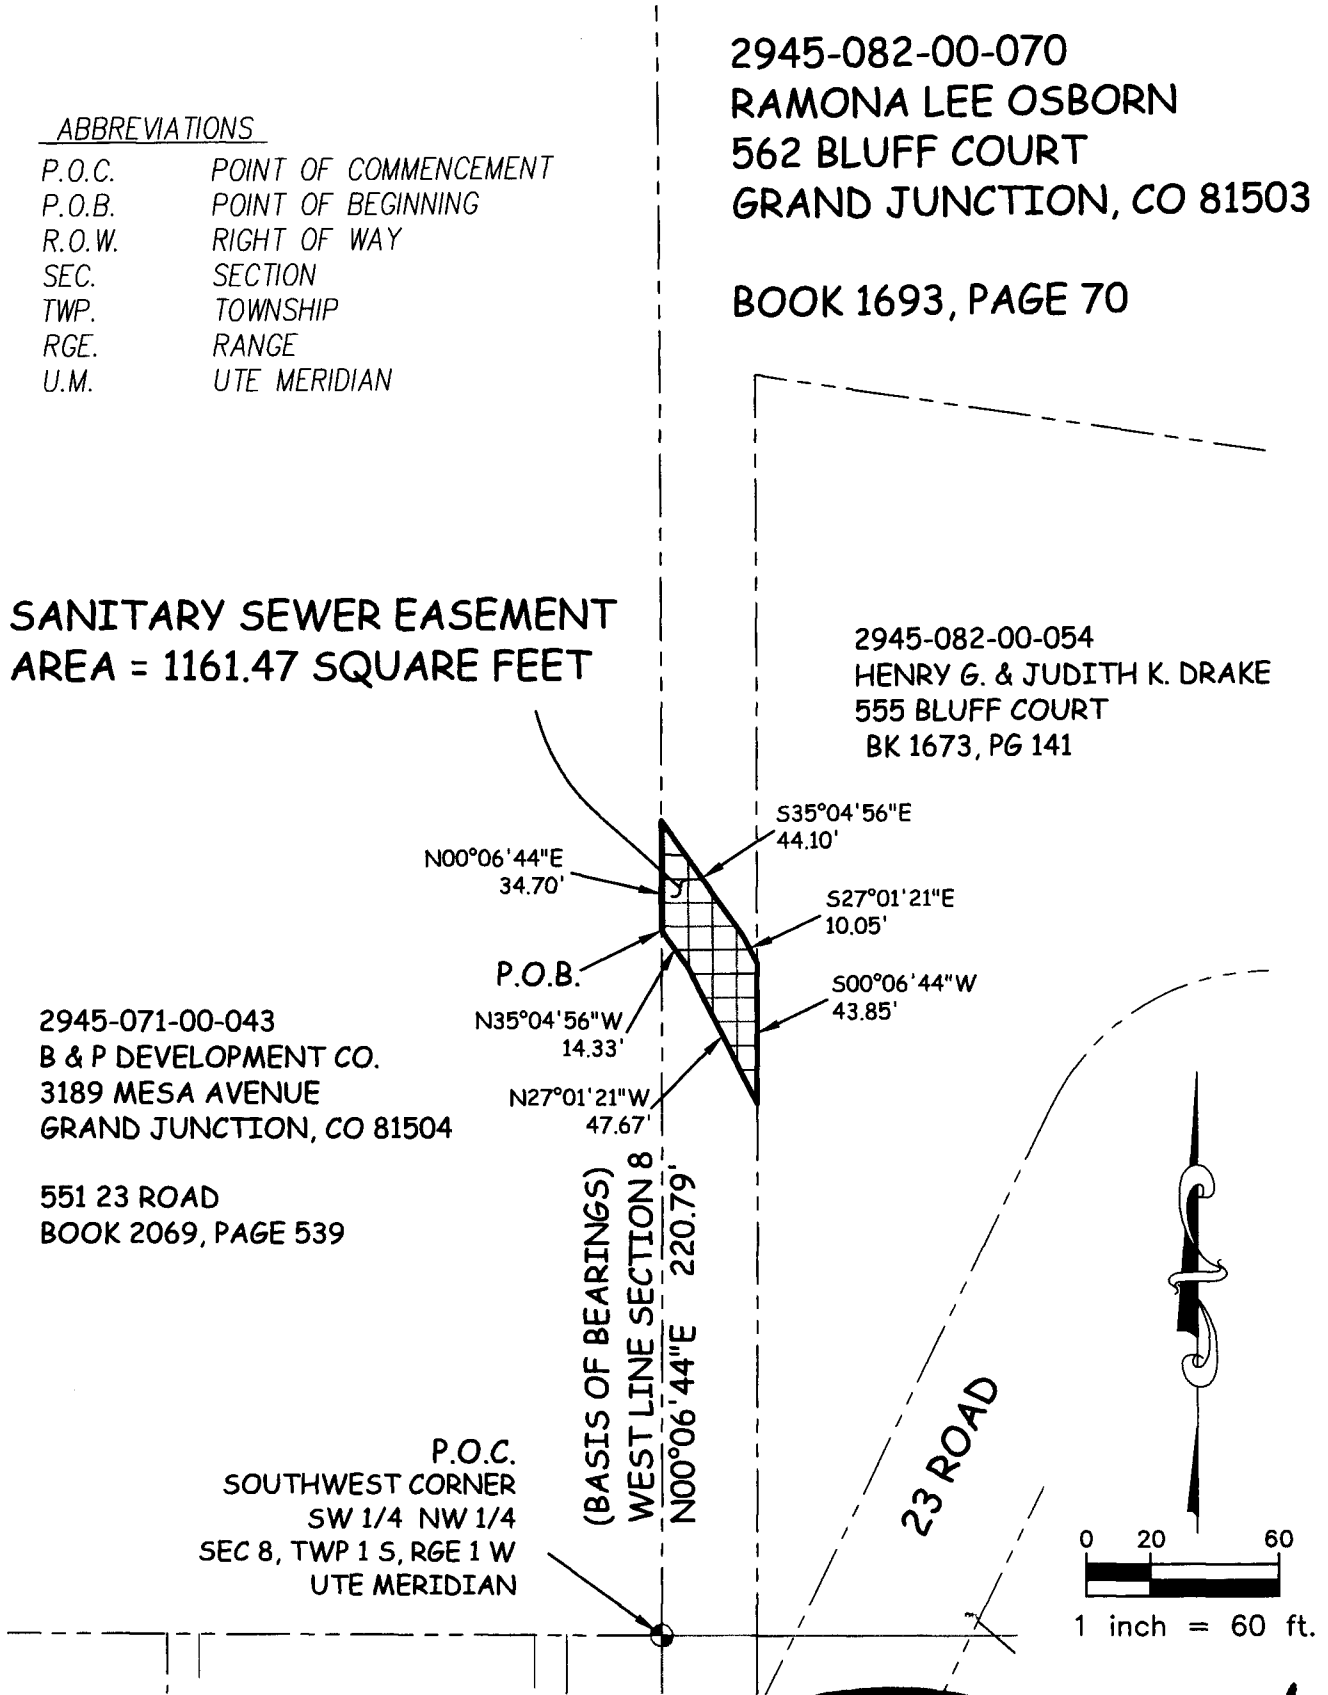 2945-082-00-070
RAMONA LEE OSBORN
562 BLUFF COURT
GRAND JUNCTION, CO 81503
BOOK 1693, PAGE 70
ABBREVIATIONS
P.O.C. POINT OF COMMENCEMENT
P.O.B. POINT OF BEGINNING
R.O.W. RIGHT OF WAY
SEC. SECTION
TWP. TOWNSHIP
RGE. RANGE
U.M. UTE MERIDIAN
SANITARY SEWER EASEMENT
AREA = 1161.47 SQUARE FEET
2945-082-00-054
HENRY G. & JUDITH K. DRAKE
555 BLUFF COURT
BK 1673, PG 141
S35°04'56"E
44.10'
N00°06'44"E
34.70'
S27°01'21"E
10.05'
P.O.B.
S00°06'44"W
43.85'
N35°04'56"W
14.33'
N27°01'21"W
47.67'
2945-071-00-043
B & P DEVELOPMENT CO.
3189 MESA AVENUE
GRAND JUNCTION, CO 81504
551 23 ROAD
BOOK 2069, PAGE 539
(BASIS OF BEARINGS)
WEST LINE SECTION 8
N00°06'44"E 220.79'
23 ROAD
P.O.C.
SOUTHWEST CORNER
SW 1/4 NW 1/4
SEC 8, TWP 1 S, RGE 1 W
UTE MERIDIAN
0 20 60
1 inch = 60 ft.